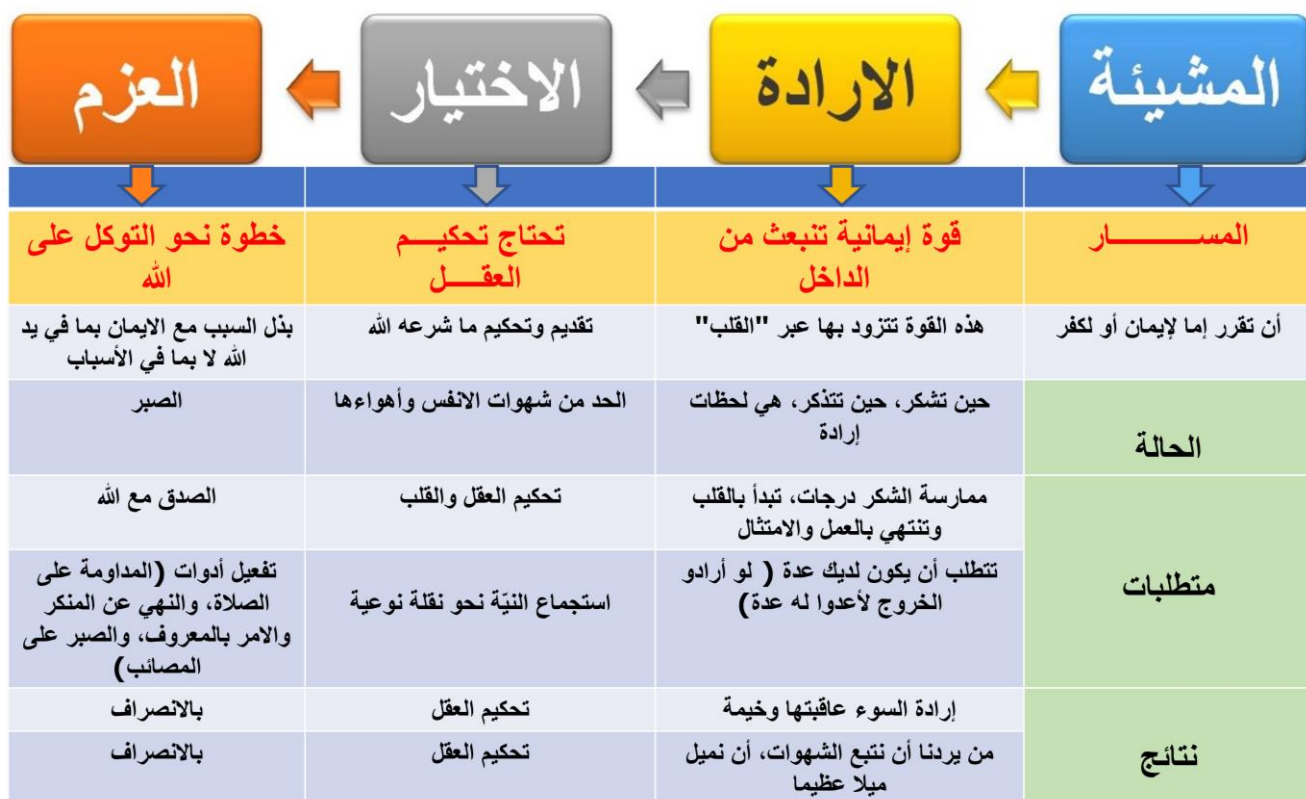 المشيئة
الارادة
الاختيار
العزم
المســـــــار
قوة إيمانية تنبعث من
الداخل
تحتاج تحكيـــم
العقـــل
خطوة نحو التوكل على
الله
أن تقرر إما لإيمان أو لكفر
هذه القوة تتزود بها عبر "القلب"
تقديم وتحكيم ما شرعه الله
بذل السبب مع الايمان بما في يد
الله لا بما في الأسباب
الحالة
حين تشكر، حين تتذكر، هي لحظات
إرادة
الحد من شهوات الانفس وأهواءها
الصبر
متطلبات
ممارسة الشكر درجات، تبدأ بالقلب
وتنتهي بالعمل والامتثال
تحكيم العقل والقلب
الصدق مع الله
تتطلب أن يكون لديك عدة ( لو أرادو
الخروج لأعدوا له عدة)
استجماع النيّة نحو نقلة نوعية
تفعيل أدوات (المداومة على
الصلاة، والنهي عن المنكر
والامر بالمعروف، والصبر على
المصائب)
نتائج
إرادة السوء عاقبتها وخيمة
تحكيم العقل
بالانصراف
من يردنا أن نتبع الشهوات، أن نميل
ميلا عظيما
تحكيم العقل
بالانصراف